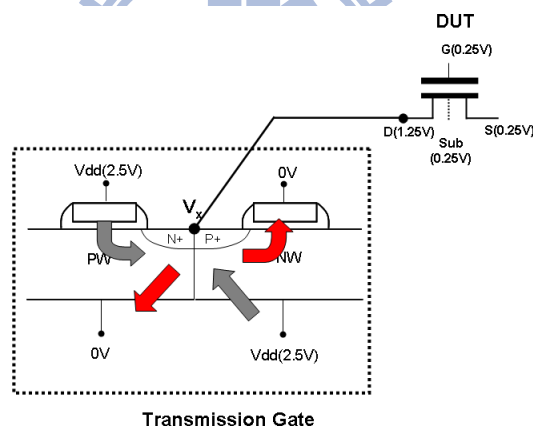 DUT
G(0.25V)
D(1.25V)
S(0.25V)
Sub
(0.25V)
Vdd(2.5V)
0V
Vx
N+
P+
PW
NW
0V
Vdd(2.5V)
Transmission Gate